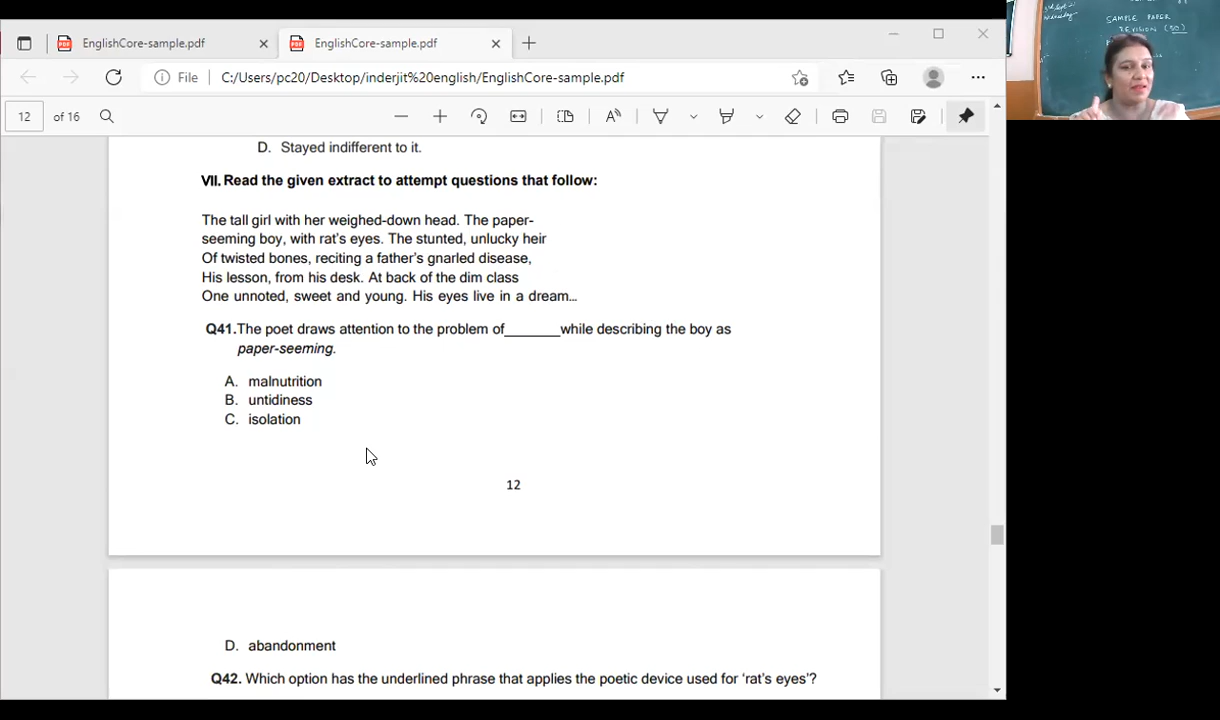 EnglishCore-sample.pdf
EnglishCore-sample.pdf
File C:/Users/pc20/Desktop/inderjit%20english/EnglishCore-sample.pdf
12 of 16
D. Stayed indifferent to it.
VII. Read the given extract to attempt questions that follow:
The tall girl with her weighed-down head. The paper-
seeming boy, with rat's eyes. The stunted, unlucky heir
Of twisted bones, reciting a father's gnarled disease,
His lesson, from his desk. At back of the dim class
One unnoted, sweet and young. His eyes live in a dream…
Q41.The poet draws attention to the problem of_______while describing the boy as
paper-seeming.
A. malnutrition
B. untidiness
C. isolation
12
D. abandonment
Q42. Which option has the underlined phrase that applies the poetic device used for 'rat's eyes'?
Wednesday
SAMPLE PAPER
REVISION (50)